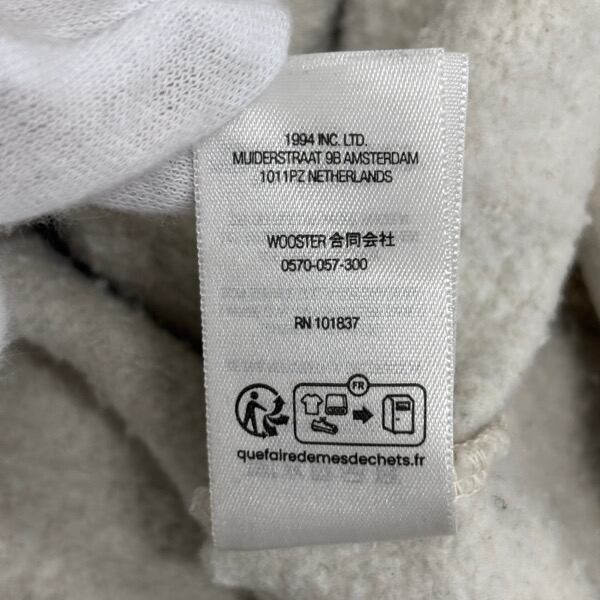 1994 INC. LTD.
MUIDERSTRAAT 9B AMSTERDAM
1011PZ NETHERLANDS
WOOSTER 合同会社
0570-057-300
RN 101837
FR
quefairedemesdechets.fr